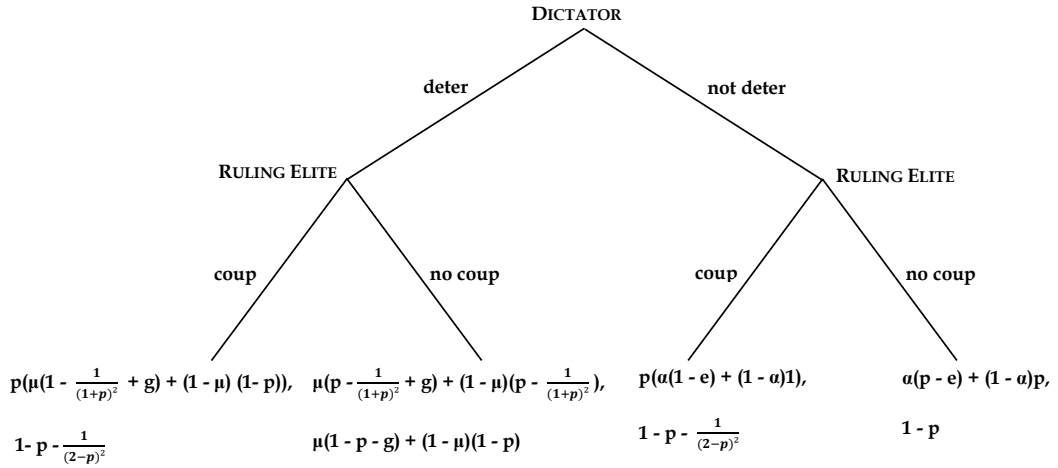 DICTATOR
deter
not deter
RULING ELITE
RULING ELITE
coup
no coup
coup
no coup
p(μ(1 - 1/(1+p)² + g) + (1 - μ) (1- p)),
μ(p - 1/(1+p)² + g) + (1 - μ)(p - 1/(1+p)²),
p(α(1 - e) + (1 - α)1),
α(p - e) + (1 - α)p,
1- p - 1/(2−p)²
μ(1 - p - g) + (1 - μ)(1 - p)
1 - p - 1/(2−p)²
1 - p